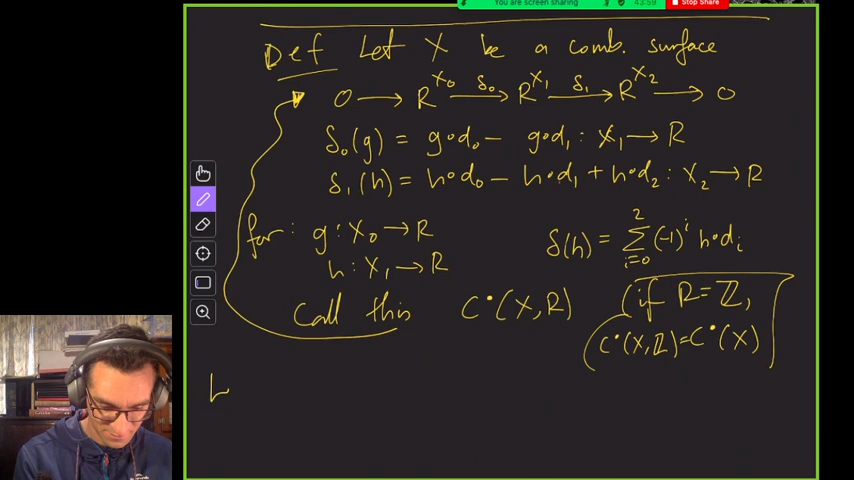 You are screen sharing 43:59 Stop Share
Def Let X be a comb. surface
0 → R^{X_0} —δ_0→ R^{X_1} —δ_1→ R^{X_2} → 0
δ_0(g) = g∘d_0 − g∘d_1 : X_1 → R
δ_1(h) = h∘d_0 − h∘d_1 + h∘d_2 : X_2 → R
for: g : X_0 → R
h : X_1 → R
δ(h) = Σ_{i=0}^{2} (-1)^i h∘d_i
Call this C^•(X,R)
(if R = ℤ,
C^•(X,ℤ) = C^•(X))